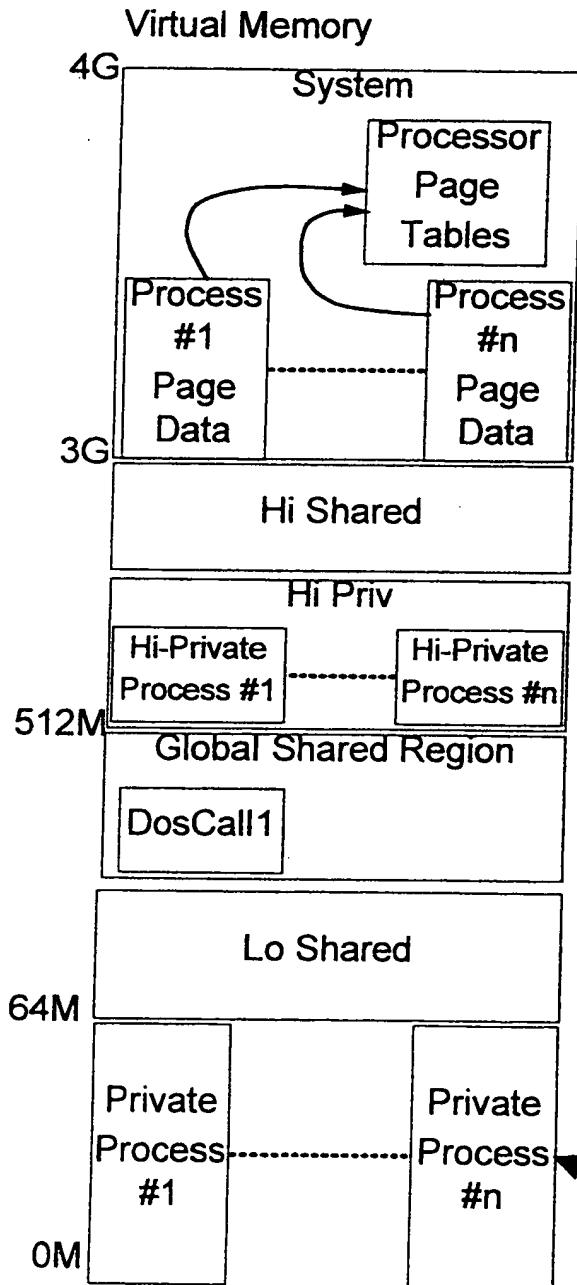 Virtual Memory
4G
System
Processor
Page
Tables
Process
#1
Page
Data
Process
#n
Page
Data
3G
Hi Shared
Hi Priv
Hi-Private
Process #1
Hi-Private
Process #n
512M
Global Shared Region
DosCall1
Lo Shared
64M
Private
Process
#1
Private
Process
#n
0M